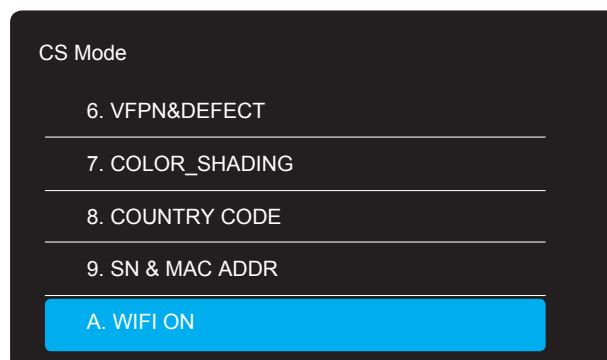 CS Mode
6. VFPN&DEFECT
7. COLOR_SHADING
8. COUNTRY CODE
9. SN & MAC ADDR
A. WIFI ON